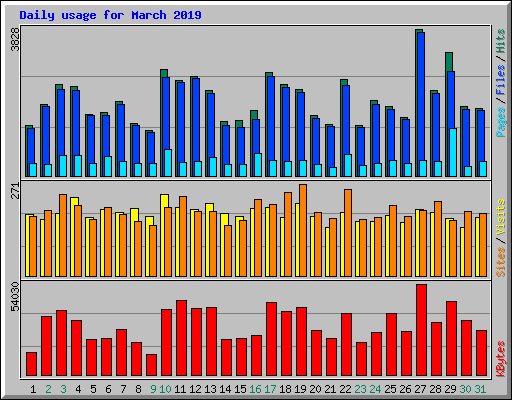 Daily usage for March 2019
3828
Pages/Files/Hits
271
Sites/Visits
54030
KBytes
1 2 3 4 5 6 7 8 9 10 11 12 13 14 15 16 17 18 19 20 21 22 23 24 25 26 27 28 29 30 31